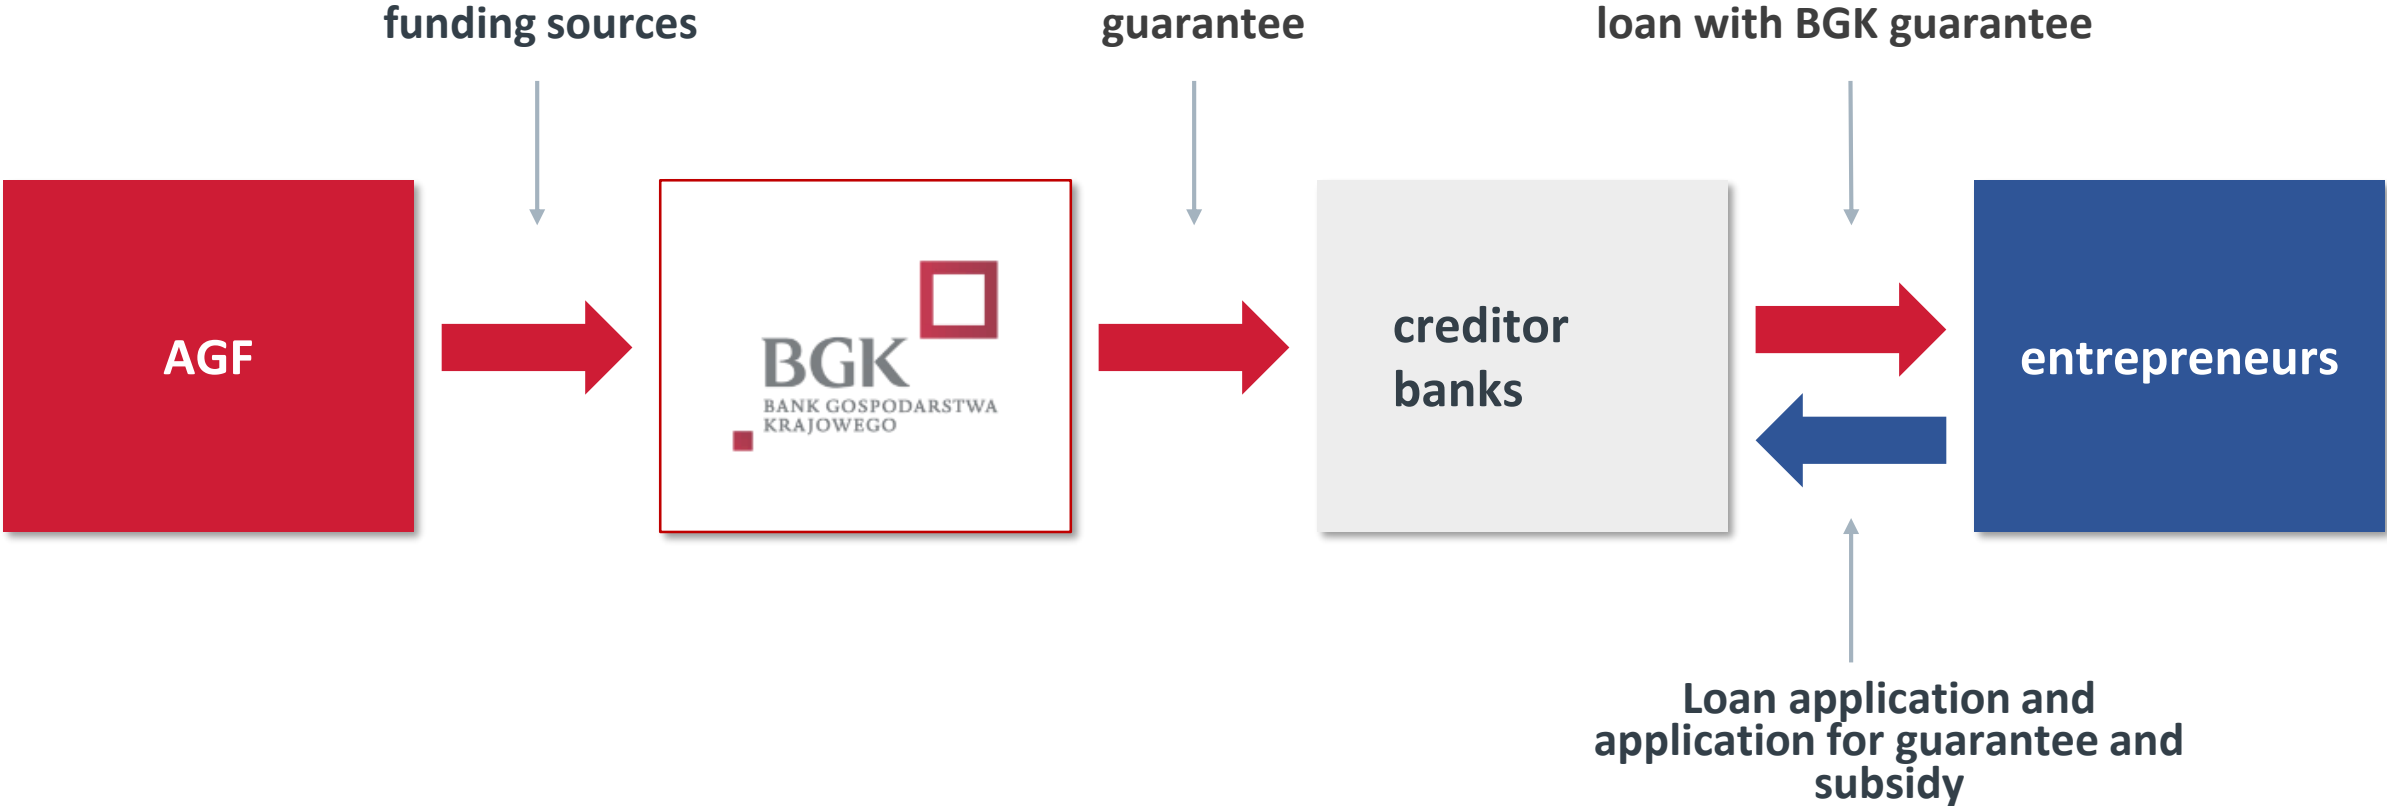 funding sources
guarantee
loan with BGK guarantee
AGF
BGK
BANK GOSPODARSTWA
KRAJOWEGO
creditor
banks
entrepreneurs
Loan application and
application for guarantee and
subsidy